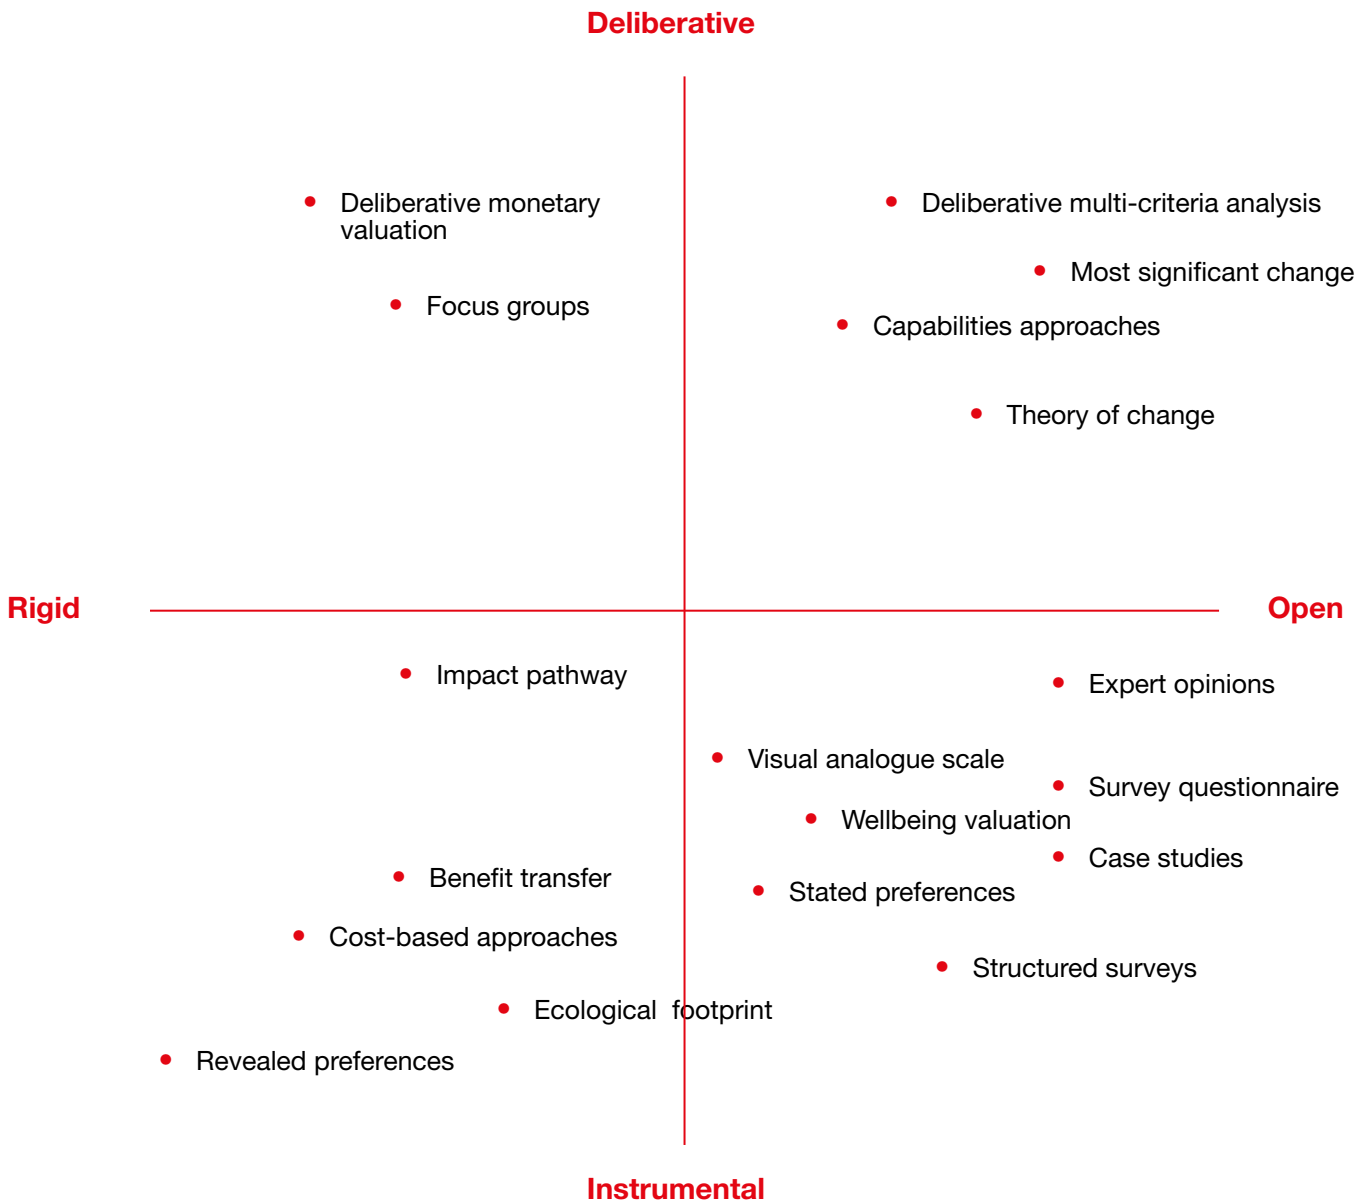 Deliberative
Deliberative monetary
valuation
Deliberative multi-criteria analysis
Most significant change
Focus groups
Capabilities approaches
Theory of change
Rigid
Open
Impact pathway
Expert opinions
Visual analogue scale
Survey questionnaire
Wellbeing valuation
Case studies
Benefit transfer
Stated preferences
Cost-based approaches
Structured surveys
Ecological footprint
Revealed preferences
Instrumental